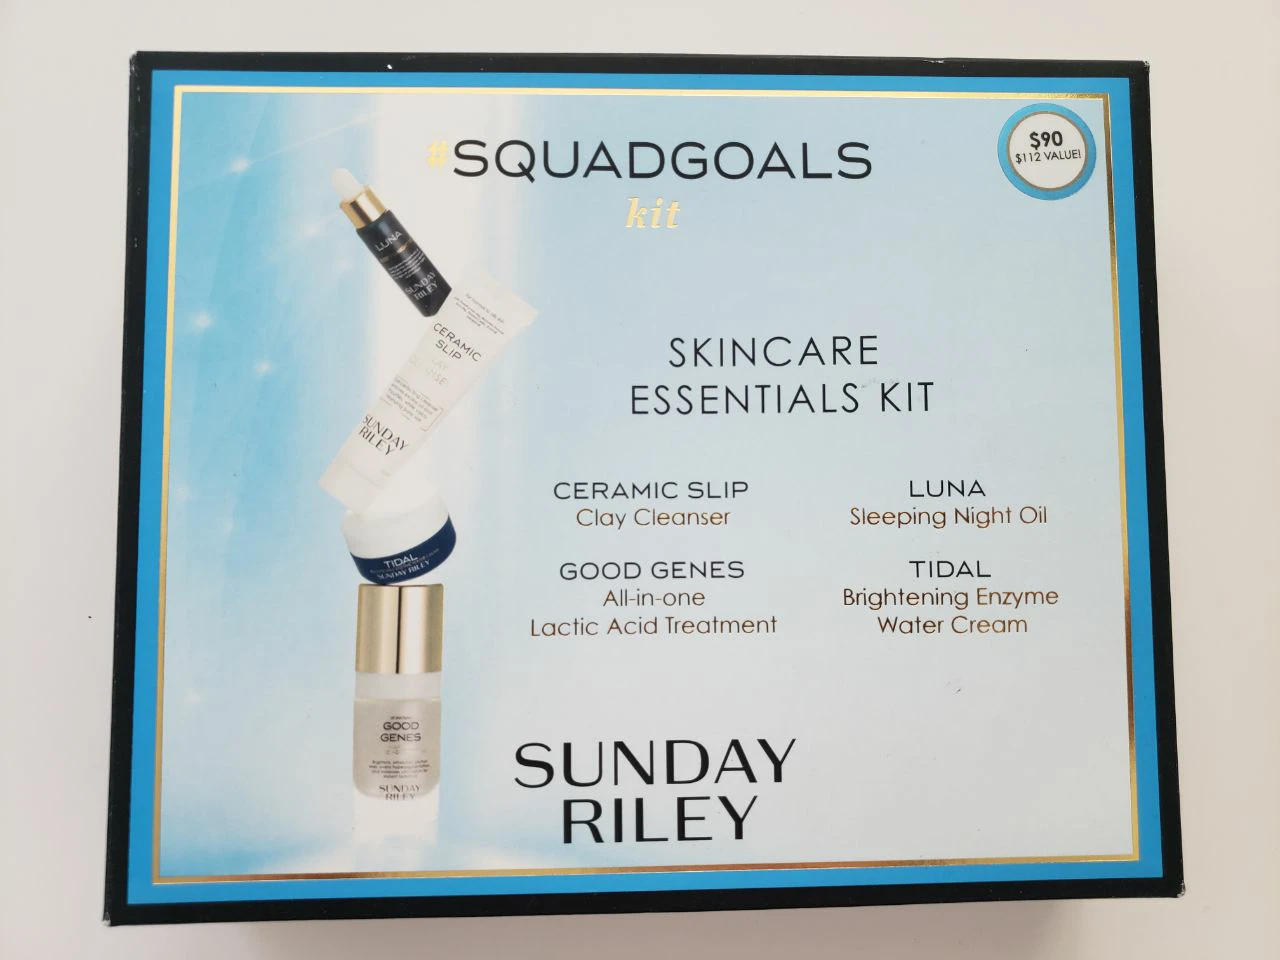 #SQUADGOALS
kit
$90
$112 VALUE!
SKINCARE
ESSENTIALS KIT
CERAMIC SLIP
Clay Cleanser
LUNA
Sleeping Night Oil
GOOD GENES
All-in-one
Lactic Acid Treatment
TIDAL
Brightening Enzyme
Water Cream
SUNDAY
RILEY
LUNA
SUNDAY
RILEY
CERAMIC
SLIP
SUNDAY
RILEY
TIDAL
SUNDAY RILEY
GOOD
GENES
SUNDAY
RILEY